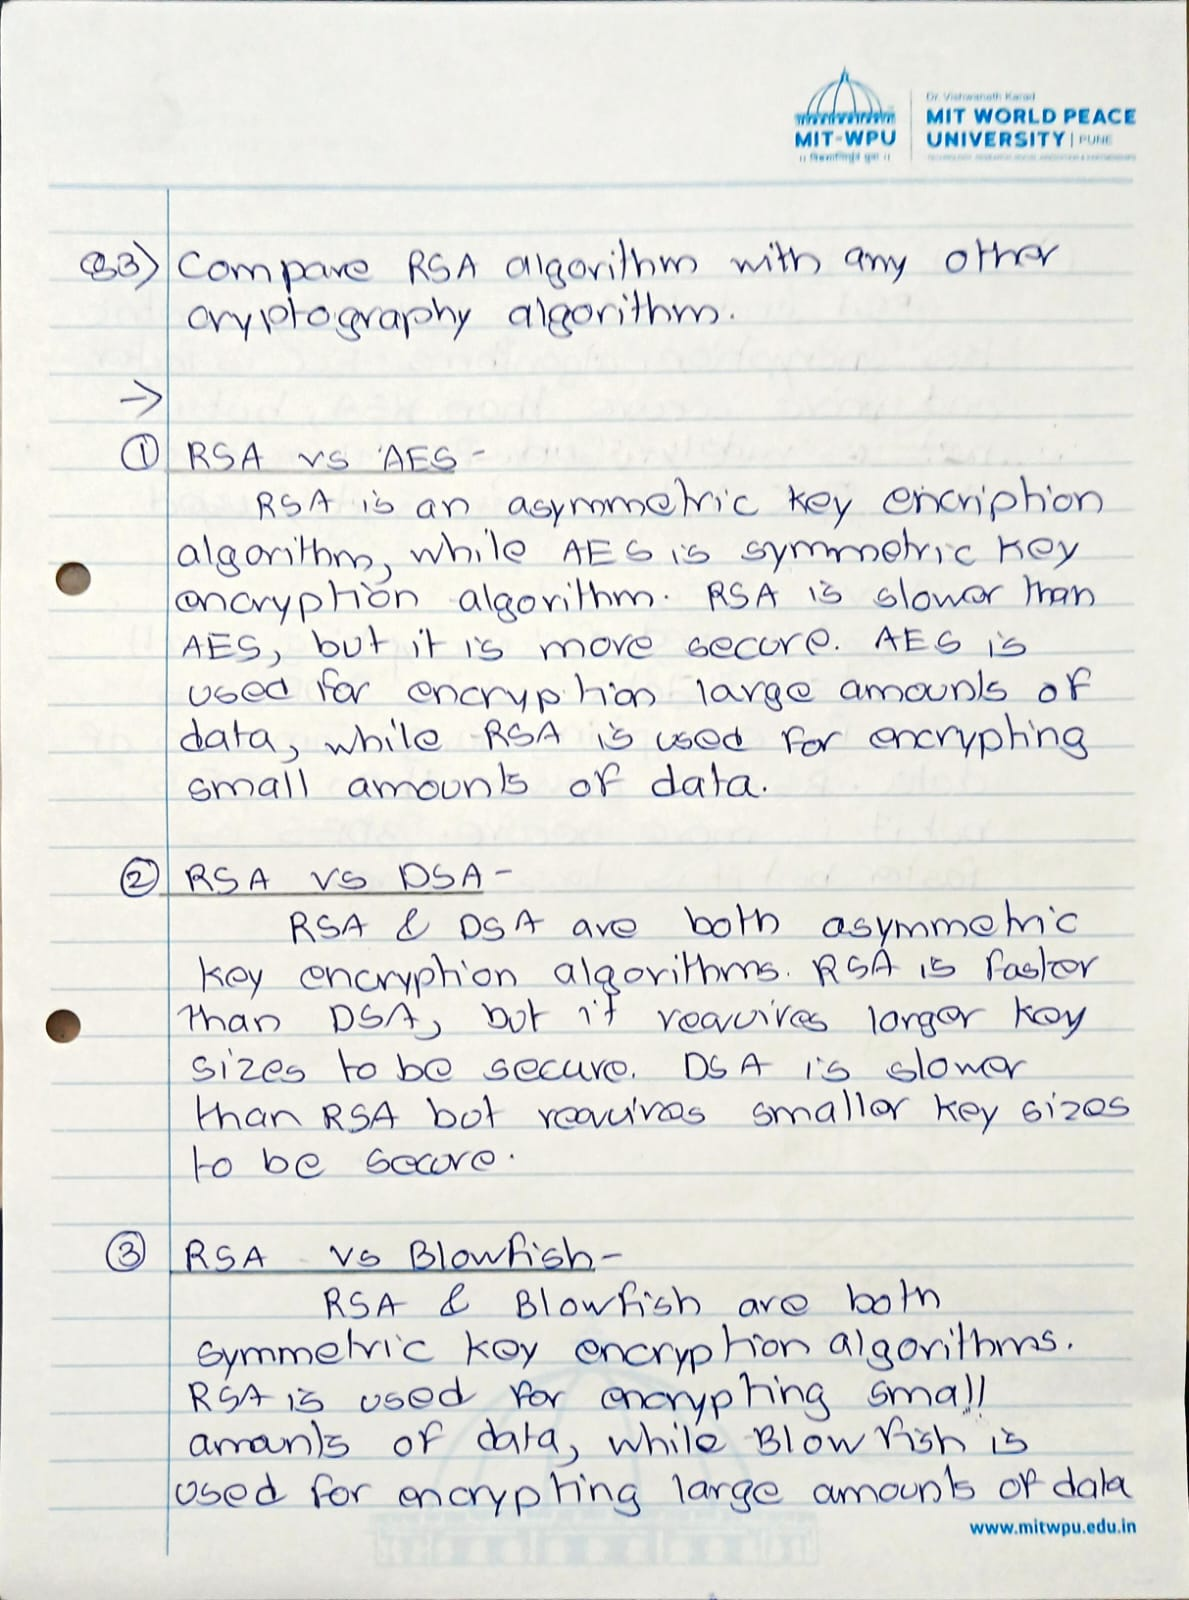 Dr. Vishwanath Karad
MIT WORLD PEACE
UNIVERSITY | PUNE
MIT-WPU
Q3) Compare RSA algorithm with any other
cryptography algorithm.
→
① RSA vs AES -
RSA is an asymmetric key encription
algorithm, while AES is symmetric key
encryption algorithm. RSA is slower than
AES, but it is more secure. AES is
used for encryption large amounts of
data, while RSA is used for encrypting
small amounts of data.
② RSA vs DSA -
RSA & DSA are both asymmetric
key encryption algorithms. RSA is faster
than DSA, but it requires larger key
sizes to be secure. DSA is slower
than RSA but requires smaller key sizes
to be secure.
③ RSA vs Blowfish -
RSA & Blowfish are both
symmetric key encryption algorithms.
RSA is used for encrypting small
amounts of data, while Blowfish is
used for encrypting large amounts of data
www.mitwpu.edu.in